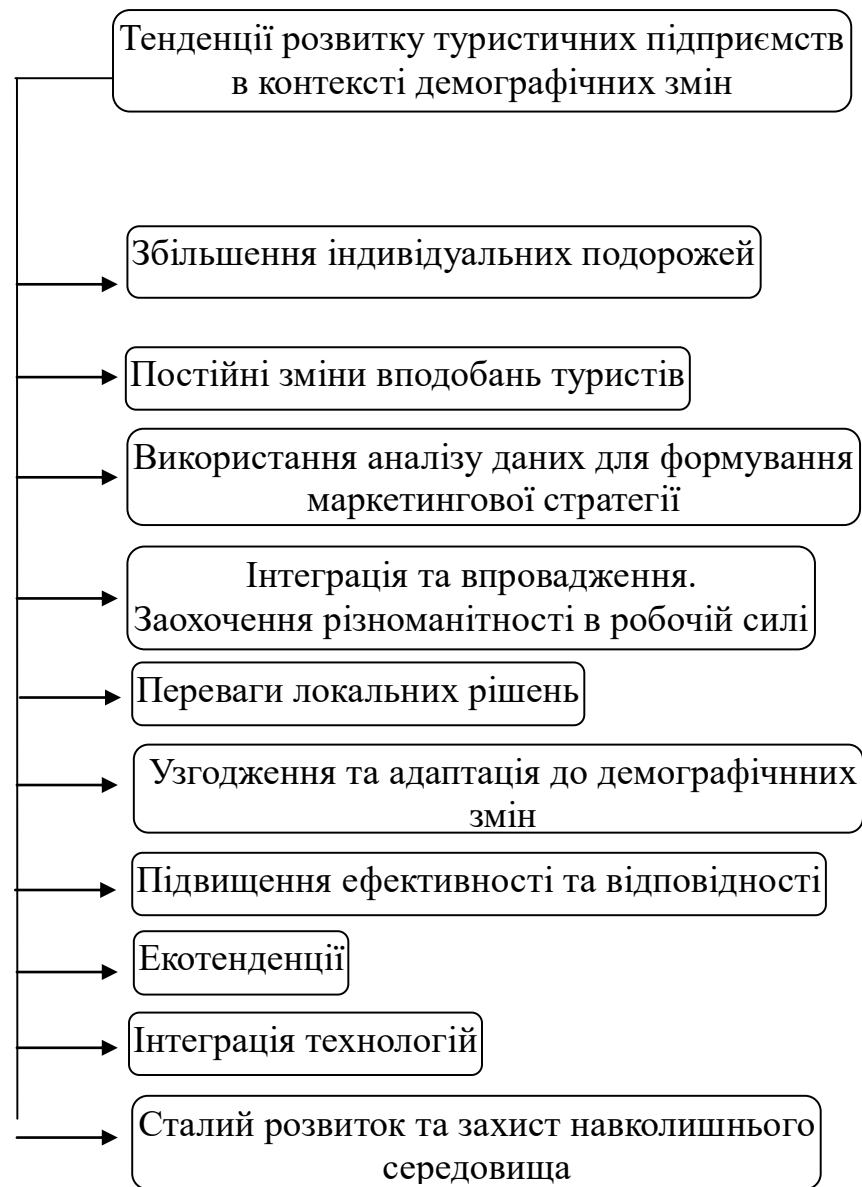 Тенденції розвитку туристичних підприємств
в контексті демографічних змін
Збільшення індивідуальних подорожей
Постійні зміни вподобань туристів
Використання аналізу даних для формування
маркетингової стратегії
Інтеграція та впровадження.
Заохочення різноманітності в робочій силі
Переваги локальних рішень
Узгодження та адаптація до демографічнних
змін
Підвищення ефективності та відповідності
Екотенденції
Інтеграція технологій
Сталий розвиток та захист навколишнього
середовища